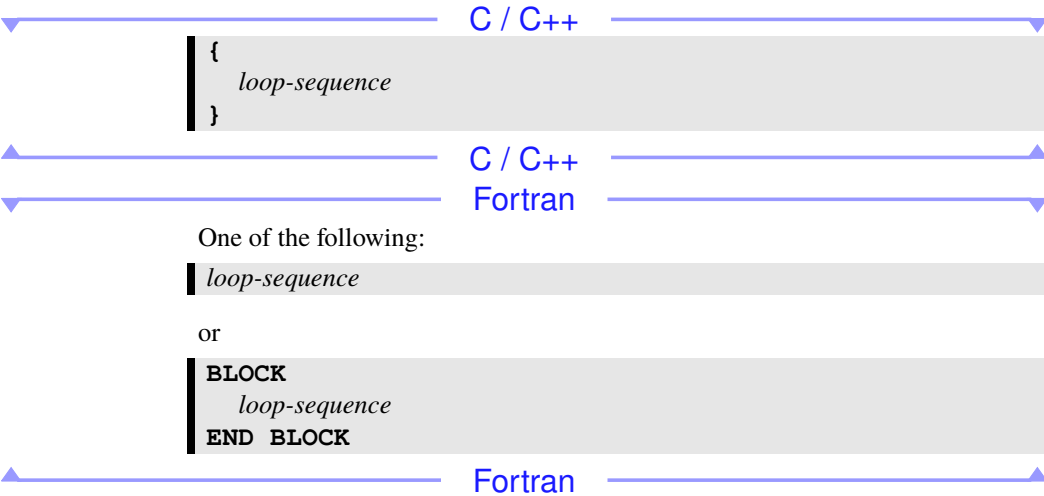 C / C++
{
loop-sequence
}
C / C++
Fortran
One of the following:
loop-sequence
or
BLOCK
loop-sequence
END BLOCK
Fortran